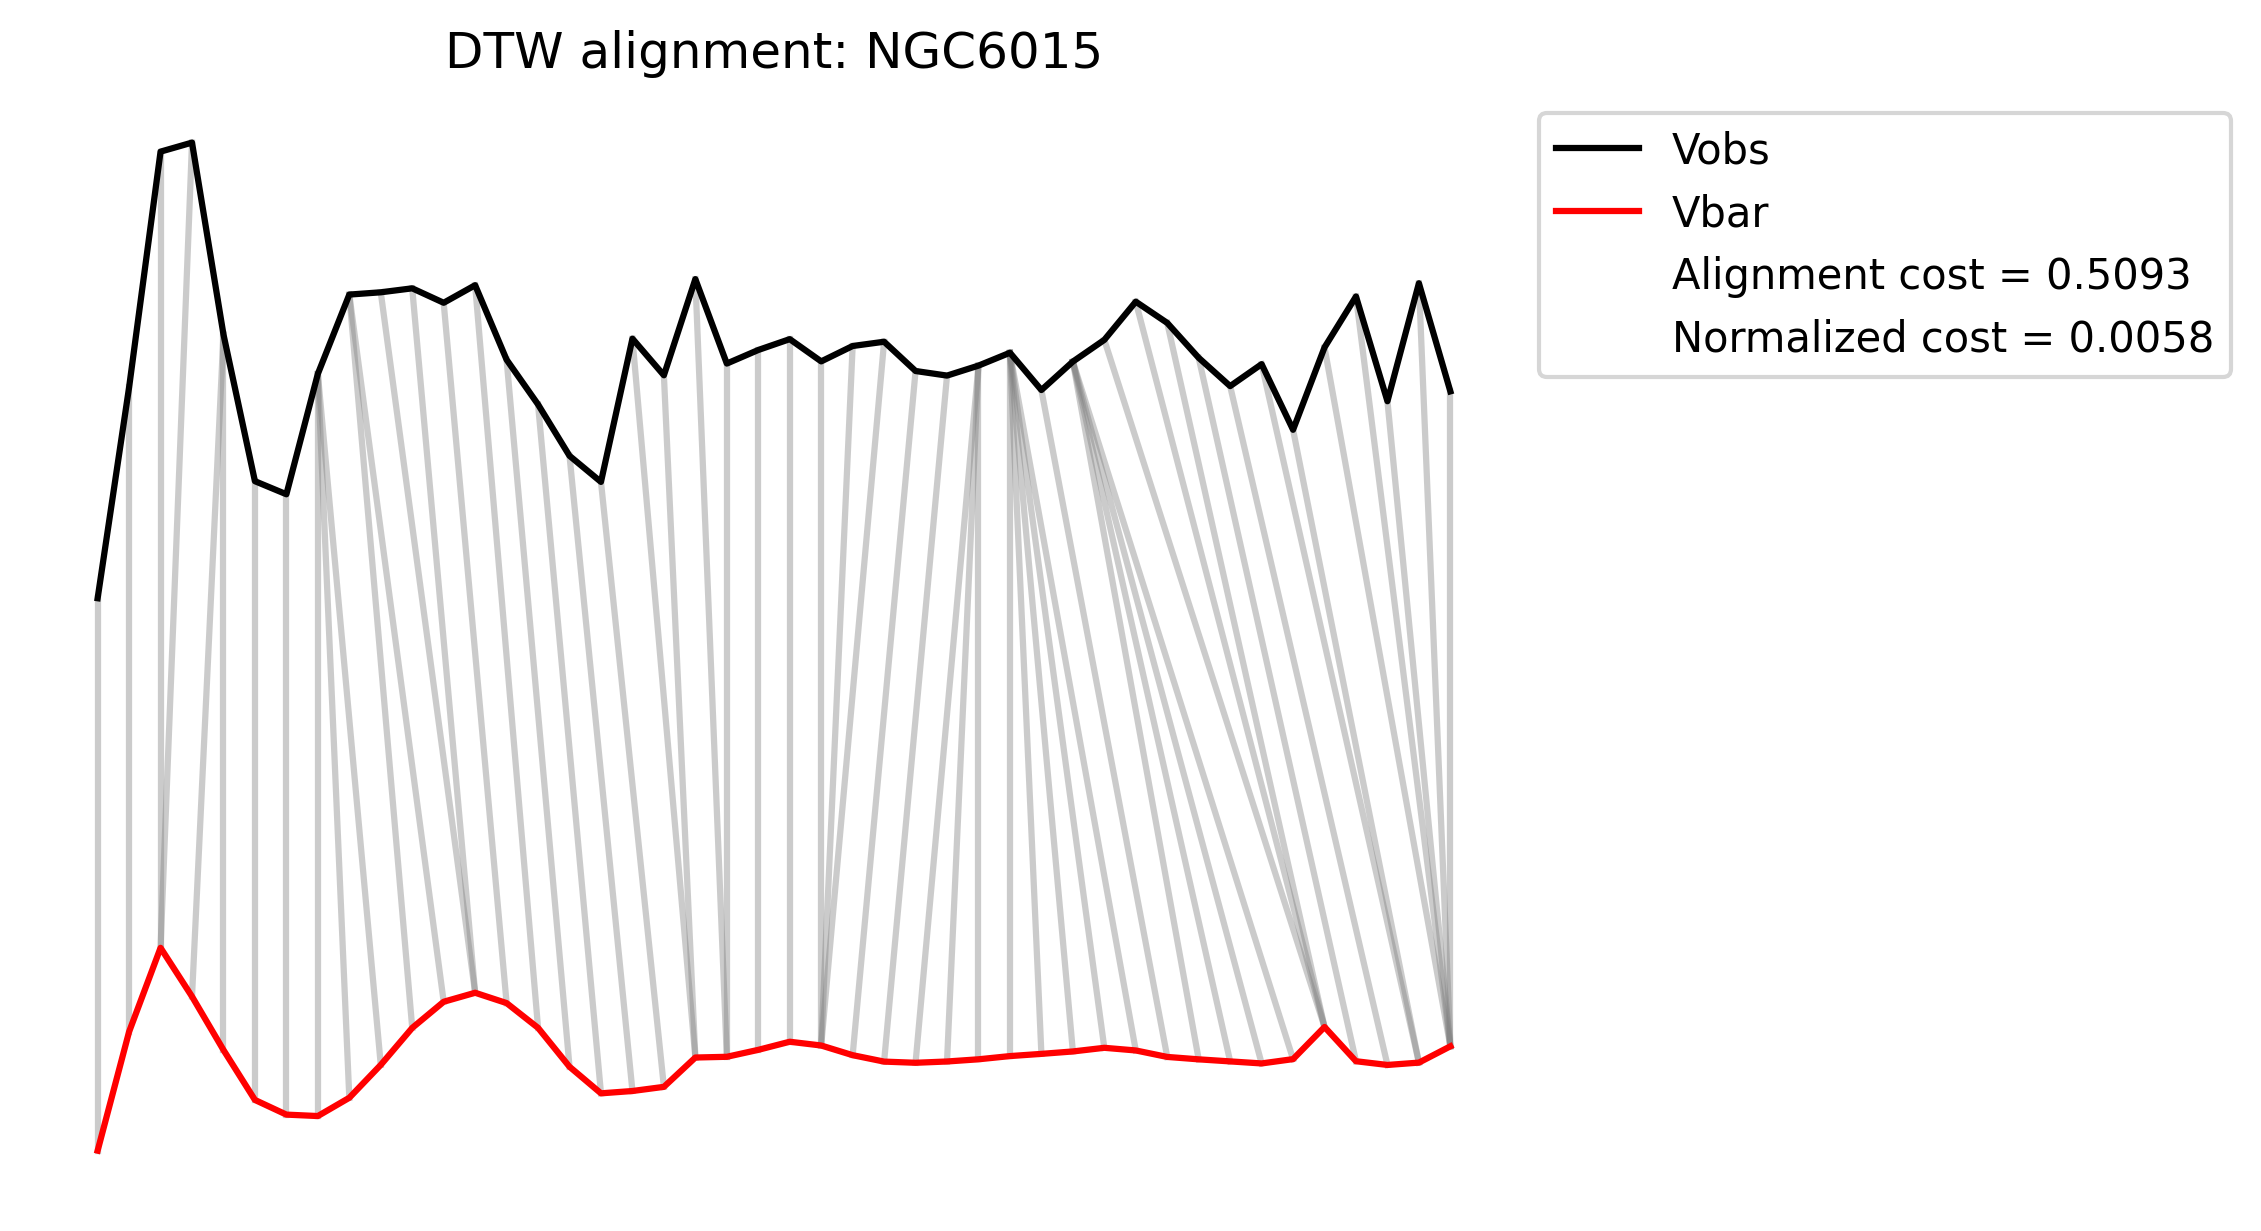 DTW alignment: NGC6015
Vobs
Vbar
Alignment cost = 0.5093
Normalized cost = 0.0058